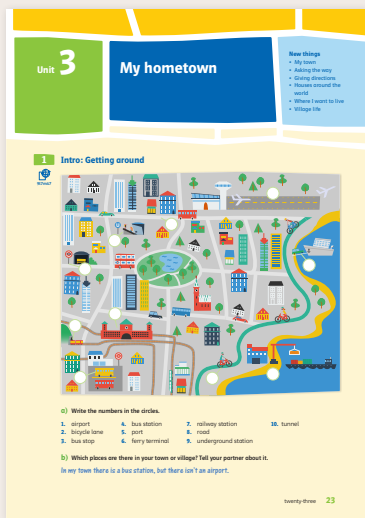 Unit 3
My hometown
New things
• My town
• Asking the way
• Giving directions
• Houses around the
world
• Where I want to live
• Village life
1 Intro: Getting around
a) Write the numbers in the circles.
1. airport
2. bicycle lane
3. bus stop
4. bus station
5. port
6. ferry terminal
7. railway station
8. road
9. underground station
10. tunnel
b) Which places are there in your town or village? Tell your partner about it.
In my town there is a bus station, but there isn't an airport.
twenty-three 23